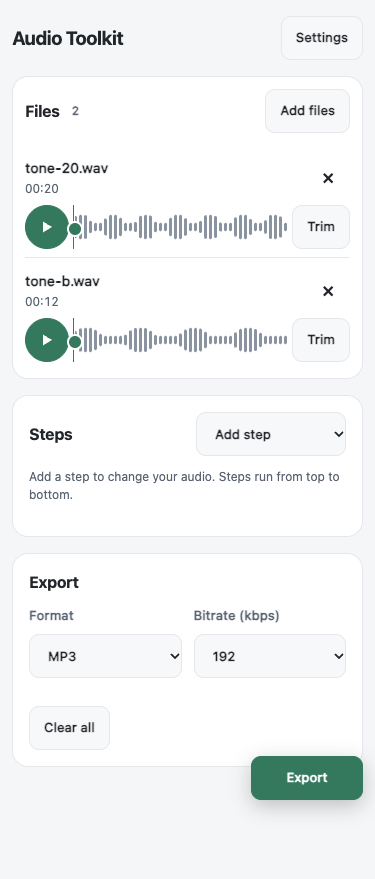 Audio Toolkit
Settings
Files 2
Add files
tone-20.wav
00:20
Trim
tone-b.wav
00:12
Trim
Steps
Add step
Add a step to change your audio. Steps run from top to
bottom.
Export
Format
Bitrate (kbps)
MP3
192
Clear all
Export